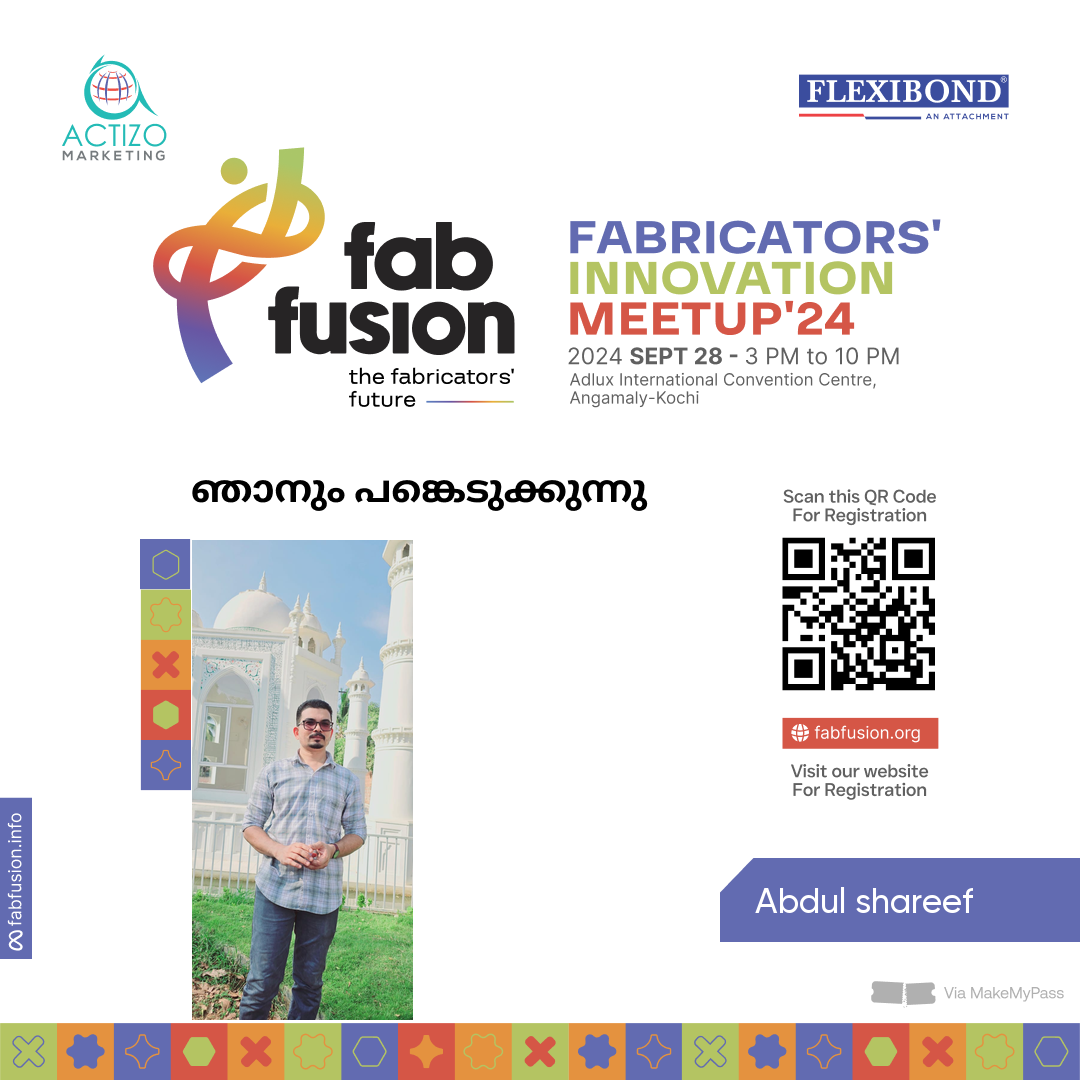 ACTIZO
MARKETING
FLEXIBOND®
AN ATTACHMENT
fab
fusion
the fabricators'
future
FABRICATORS'
INNOVATION
MEETUP'24
2024 SEPT 28 - 3 PM to 10 PM
Adlux International Convention Centre,
Angamaly-Kochi
ഞാനും പങ്കെടുക്കുന്നു
Scan this QR Code
For Registration
fabfusion.org
Visit our website
For Registration
fabfusion.info
Abdul shareef
Via MakeMyPass